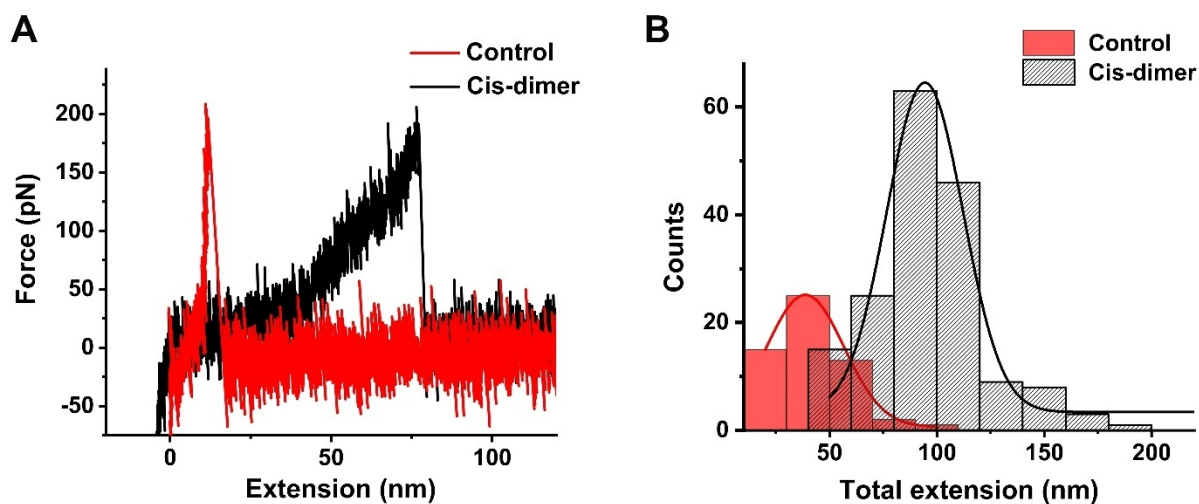 A
Control
Cis-dimer
Force (pN)
200
150
100
50
0
-50
0
50
100
Extension (nm)
B
Control
Cis-dimer
Counts
60
40
20
0
50
100
150
200
Total extension (nm)